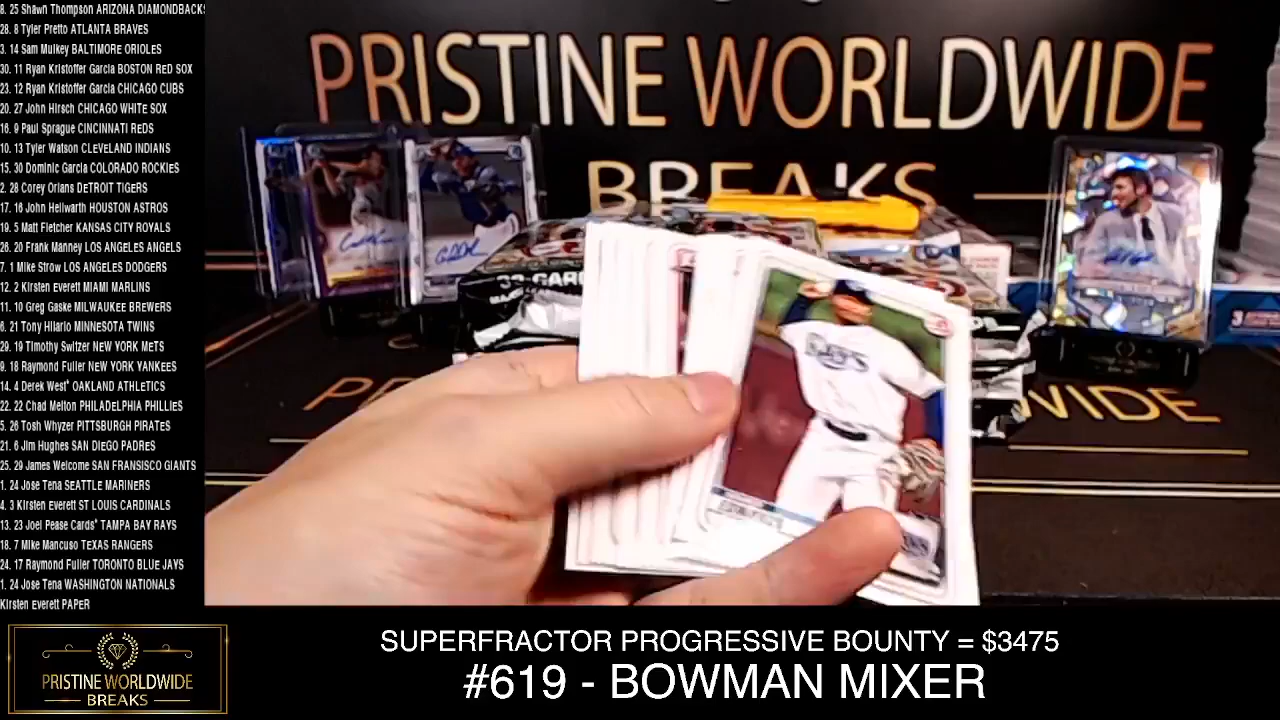 8. 25 Shawn Thompson ARIZONA DIAMONDBACKS
28. 8 Tyler Pretto ATLANTA BRAVES
3. 14 Sam Mulkey BALTIMORE ORIOLES
30. 11 Ryan Kristoffer Garcia BOSTON RED SOX
23. 12 Ryan Kristoffer Garcia CHICAGO CUBS
20. 27 John Hirsch CHICAGO WHITE SOX
16. 9 Paul Sprague CINCINNATI REDS
10. 13 Tyler Watson CLEVELAND INDIANS
15. 30 Dominic Garcia COLORADO ROCKIES
2. 28 Corey Orians DETROIT TIGERS
17. 16 John Hellwarth HOUSTON ASTROS
19. 5 Matt Fletcher KANSAS CITY ROYALS
26. 20 Frank Manney LOS ANGELES ANGELS
7. 1 Mike Strow LOS ANGELES DODGERS
12. 2 Kirsten Everett MIAMI MARLINS
11. 10 Greg Gaske MILWAUKEE BREWERS
6. 21 Tony Hilario MINNESOTA TWINS
29. 19 Timothy Switzer NEW YORK METS
9. 18 Raymond Fuller NEW YORK YANKEES
14. 4 Derek West* OAKLAND ATHLETICS
22. 22 Chad Melton PHILADELPHIA PHILLIES
5. 26 Tosh Whyzer PITTSBURGH PIRATES
21. 6 Jim Hughes SAN DIEGO PADRES
25. 29 James Welcome SAN FRANSISCO GIANTS
1. 24 Jose Tena SEATTLE MARINERS
4. 3 Kirsten Everett ST LOUIS CARDINALS
13. 23 Joel Pease Cards* TAMPA BAY RAYS
18. 7 Mike Mancuso TEXAS RANGERS
24. 17 Raymond Fuller TORONTO BLUE JAYS
1. 24 Jose Tena WASHINGTON NATIONALS
Kirsten Everett PAPER
PRISTINE WORLDWIDE
BREAKS
RAYS
WIDE
PRISTINE WORLDWIDE
BREAKS
SUPERFRACTOR PROGRESSIVE BOUNTY = $3475
#619 - BOWMAN MIXER